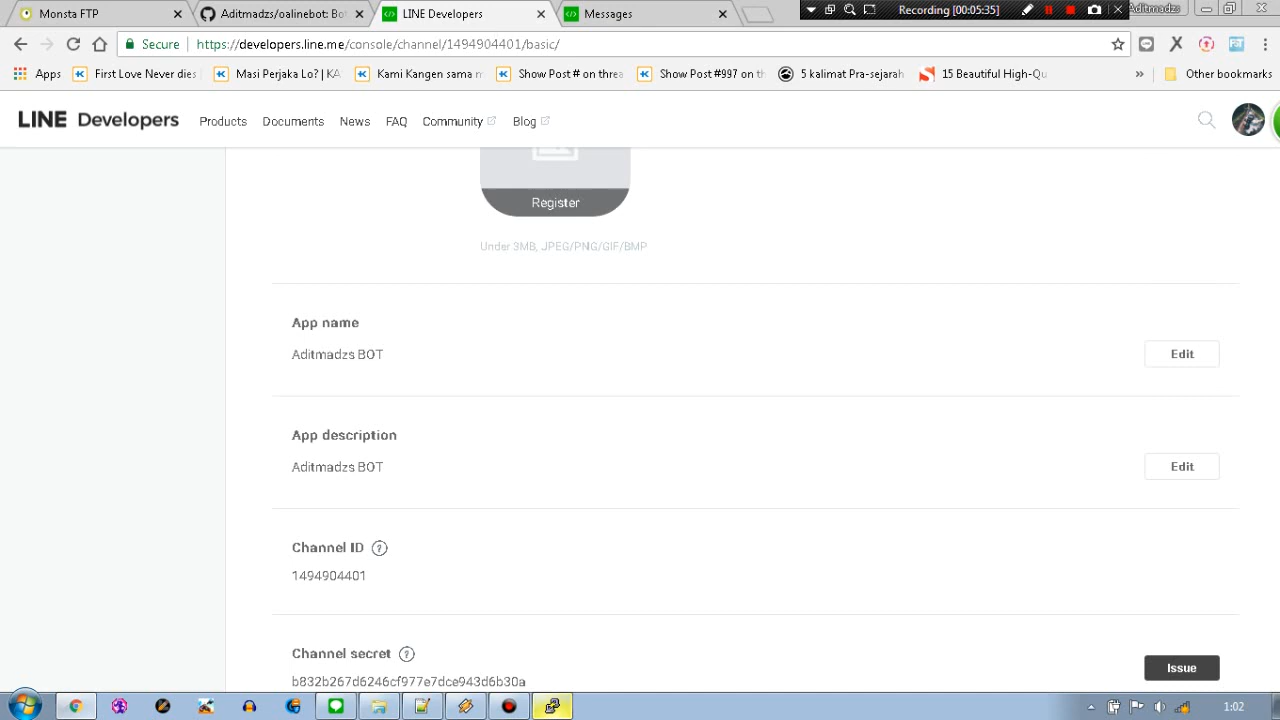 Monsta FTP
Aditmadzs/linebot: Bot
LINE Developers
Messages
Recording [00:05:35]
Aditmadzs
Secure
https://developers.line.me/console/channel/1494904401/basic/
Apps
First Love Never dies
Masi Perjaka Lo? | KA
Kami Kangen sama m
Show Post # on threa
Show Post #997 on th
5 kalimat Pra-sejarah
15 Beautiful High-Qu
»
Other bookmarks
LINE Developers
Products
Documents
News
FAQ
Community
Blog
Register
Under 3MB, JPEG/PNG/GIF/BMP
App name
Aditmadzs BOT
Edit
App description
Aditmadzs BOT
Edit
Channel ID ?
1494904401
Channel secret ?
b832b267d6246cf977e7dce943d6b30a
Issue
1:02